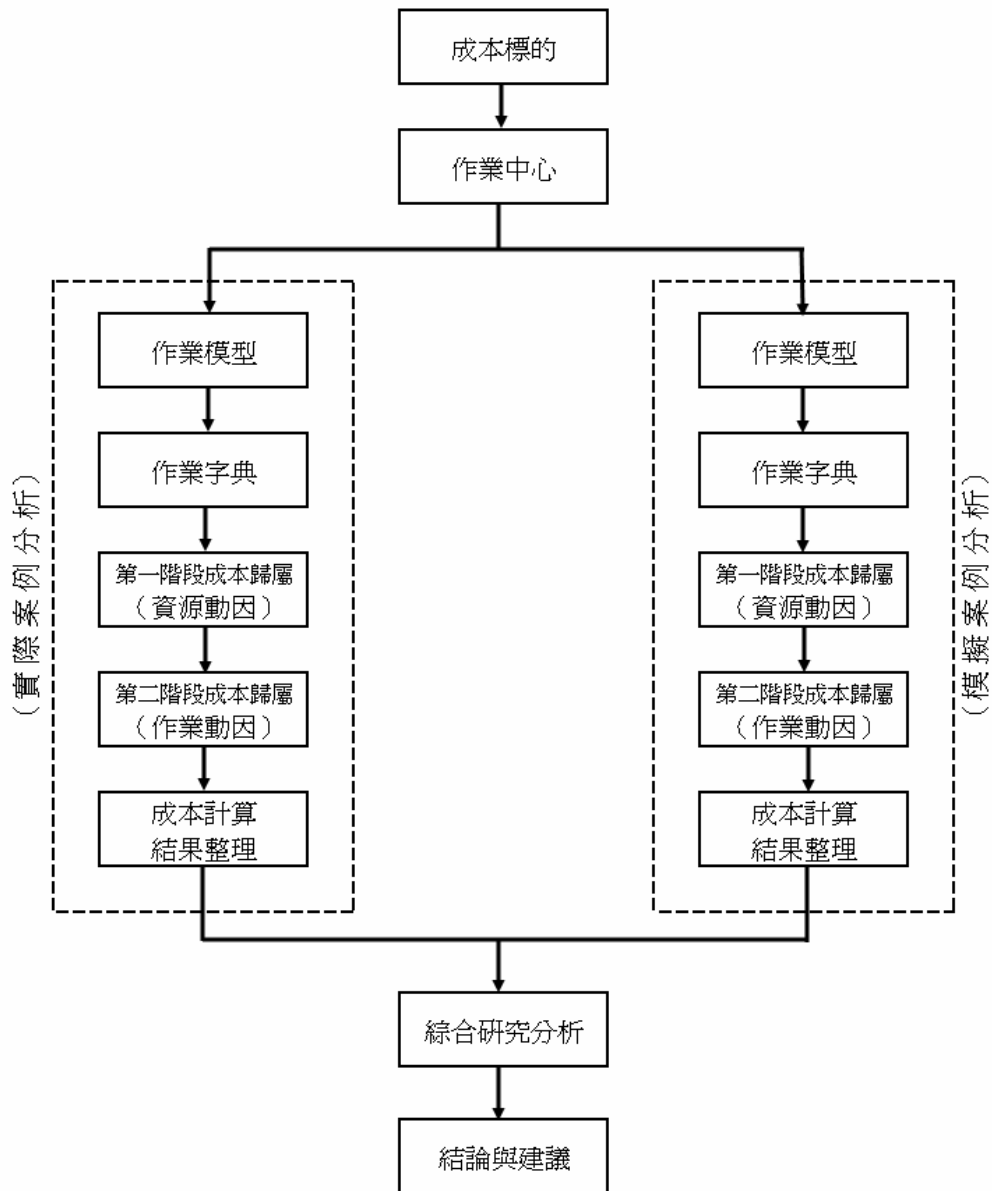 成本標的
作業中心
(實際案例分析)
作業模型
作業字典
第一階段成本歸屬
(資源動因)
第二階段成本歸屬
(作業動因)
成本計算
結果整理
(模擬案例分析)
作業模型
作業字典
第一階段成本歸屬
(資源動因)
第二階段成本歸屬
(作業動因)
成本計算
結果整理
綜合研究分析
結論與建議